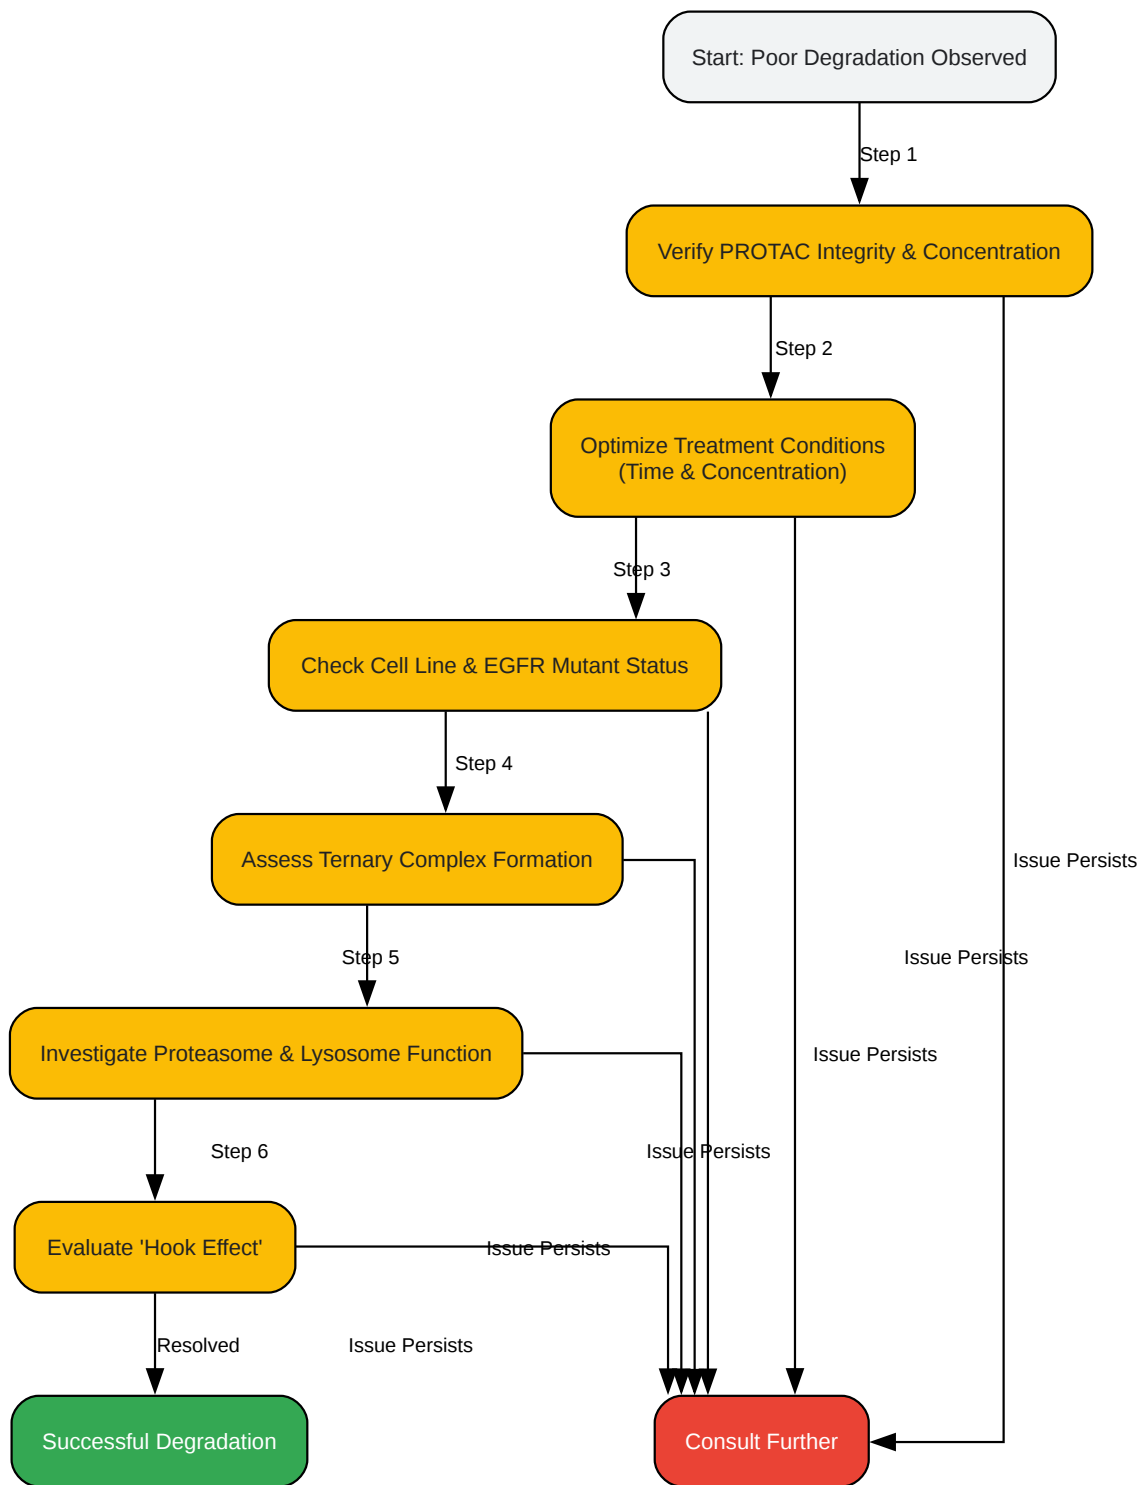 Start: Poor Degradation Observed
Step 1
Verify PROTAC Integrity & Concentration
Step 2
Optimize Treatment Conditions
(Time & Concentration)
Step 3
Check Cell Line & EGFR Mutant Status
Step 4
Assess Ternary Complex Formation
Issue Persists
Step 5
Issue Persists
Investigate Proteasome & Lysosome Function
Issue Persists
Step 6
Issue Persists
Evaluate 'Hook Effect'
Issue Persists
Resolved
Issue Persists
Successful Degradation
Consult Further